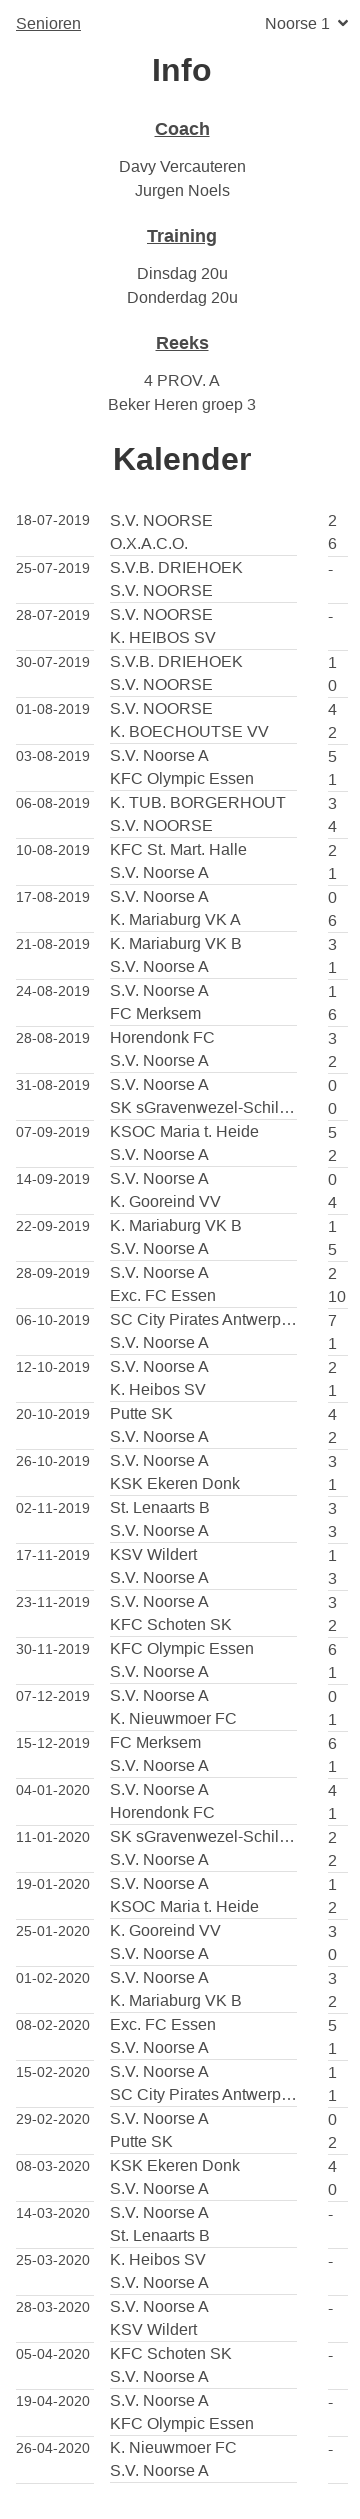 Senioren Noorse 1
Info
Coach
Davy Vercauteren
Jurgen Noels
Training
Dinsdag 20u
Donderdag 20u
Reeks
4 PROV. A
Beker Heren groep 3
Kalender
18-07-2019 S.V. NOORSE 2
O.X.A.C.O. 6
25-07-2019 S.V.B. DRIEHOEK -
S.V. NOORSE
28-07-2019 S.V. NOORSE -
K. HEIBOS SV
30-07-2019 S.V.B. DRIEHOEK 1
S.V. NOORSE 0
01-08-2019 S.V. NOORSE 4
K. BOECHOUTSE VV 2
03-08-2019 S.V. Noorse A 5
KFC Olympic Essen 1
06-08-2019 K. TUB. BORGERHOUT 3
S.V. NOORSE 4
10-08-2019 KFC St. Mart. Halle 2
S.V. Noorse A 1
17-08-2019 S.V. Noorse A 0
K. Mariaburg VK A 6
21-08-2019 K. Mariaburg VK B 3
S.V. Noorse A 1
24-08-2019 S.V. Noorse A 1
FC Merksem 6
28-08-2019 Horendonk FC 3
S.V. Noorse A 2
31-08-2019 S.V. Noorse A 0
SK sGravenwezel-Schil... 0
07-09-2019 KSOC Maria t. Heide 5
S.V. Noorse A 2
14-09-2019 S.V. Noorse A 0
K. Gooreind VV 4
22-09-2019 K. Mariaburg VK B 1
S.V. Noorse A 5
28-09-2019 S.V. Noorse A 2
Exc. FC Essen 10
06-10-2019 SC City Pirates Antwerp... 7
S.V. Noorse A 1
12-10-2019 S.V. Noorse A 2
K. Heibos SV 1
20-10-2019 Putte SK 4
S.V. Noorse A 2
26-10-2019 S.V. Noorse A 3
KSK Ekeren Donk 1
02-11-2019 St. Lenaarts B 3
S.V. Noorse A 3
17-11-2019 KSV Wildert 1
S.V. Noorse A 3
23-11-2019 S.V. Noorse A 3
KFC Schoten SK 2
30-11-2019 KFC Olympic Essen 6
S.V. Noorse A 1
07-12-2019 S.V. Noorse A 0
K. Nieuwmoer FC 1
15-12-2019 FC Merksem 6
S.V. Noorse A 1
04-01-2020 S.V. Noorse A 4
Horendonk FC 1
11-01-2020 SK sGravenwezel-Schil... 2
S.V. Noorse A 2
19-01-2020 S.V. Noorse A 1
KSOC Maria t. Heide 2
25-01-2020 K. Gooreind VV 3
S.V. Noorse A 0
01-02-2020 S.V. Noorse A 3
K. Mariaburg VK B 2
08-02-2020 Exc. FC Essen 5
S.V. Noorse A 1
15-02-2020 S.V. Noorse A 1
SC City Pirates Antwerp... 1
29-02-2020 S.V. Noorse A 0
Putte SK 2
08-03-2020 KSK Ekeren Donk 4
S.V. Noorse A 0
14-03-2020 S.V. Noorse A -
St. Lenaarts B
25-03-2020 K. Heibos SV -
S.V. Noorse A
28-03-2020 S.V. Noorse A -
KSV Wildert
05-04-2020 KFC Schoten SK -
S.V. Noorse A
19-04-2020 S.V. Noorse A -
KFC Olympic Essen
26-04-2020 K. Nieuwmoer FC -
S.V. Noorse A